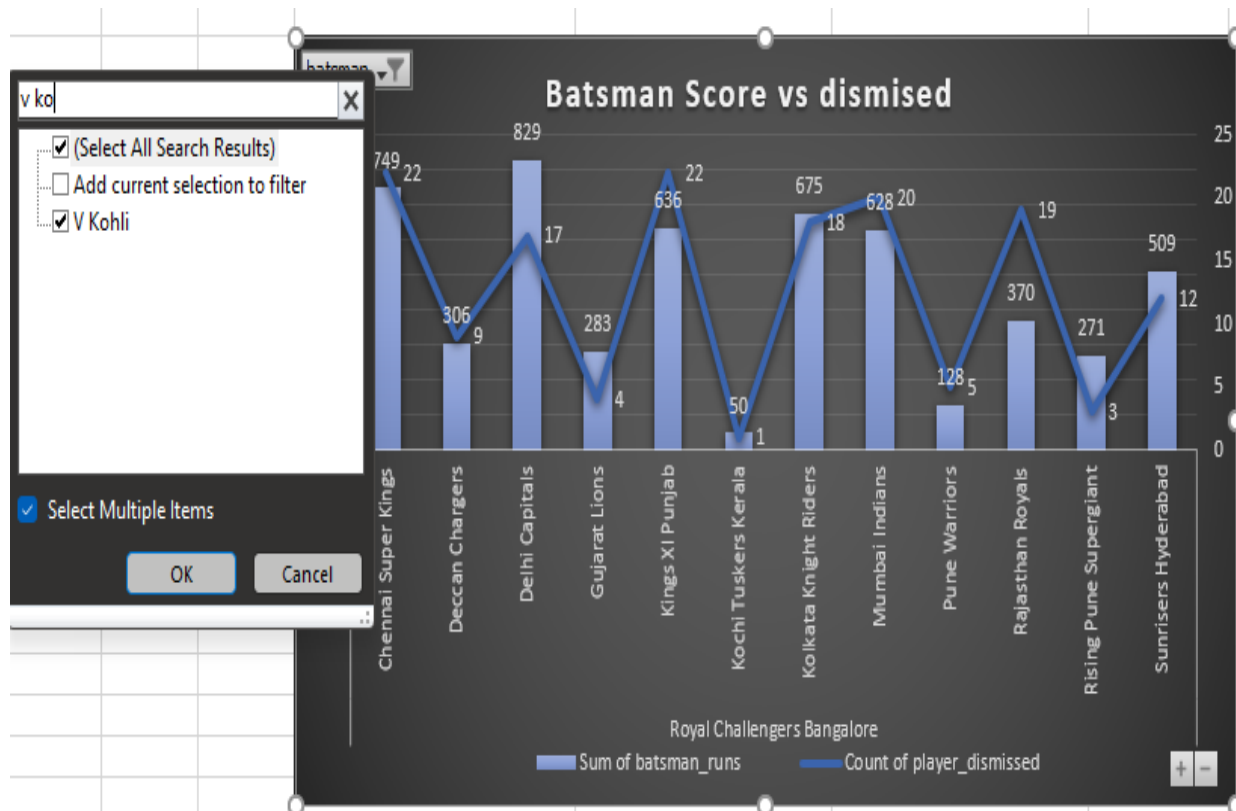 v ko
(Select All Search Results)
Add current selection to filter
V Kohli
Select Multiple Items
OK
Cancel
batsman
Batsman Score vs dismised
749
22
306
9
829
17
283
4
636
22
50
1
675
18
628
20
128
5
370
19
271
3
509
12
25
20
15
10
5
0
Chennai Super Kings
Deccan Chargers
Delhi Capitals
Gujarat Lions
Kings XI Punjab
Kochi Tuskers Kerala
Kolkata Knight Riders
Mumbai Indians
Pune Warriors
Rajasthan Royals
Rising Pune Supergiant
Sunrisers Hyderabad
Royal Challengers Bangalore
Sum of batsman_runs
Count of player_dismissed
+ -